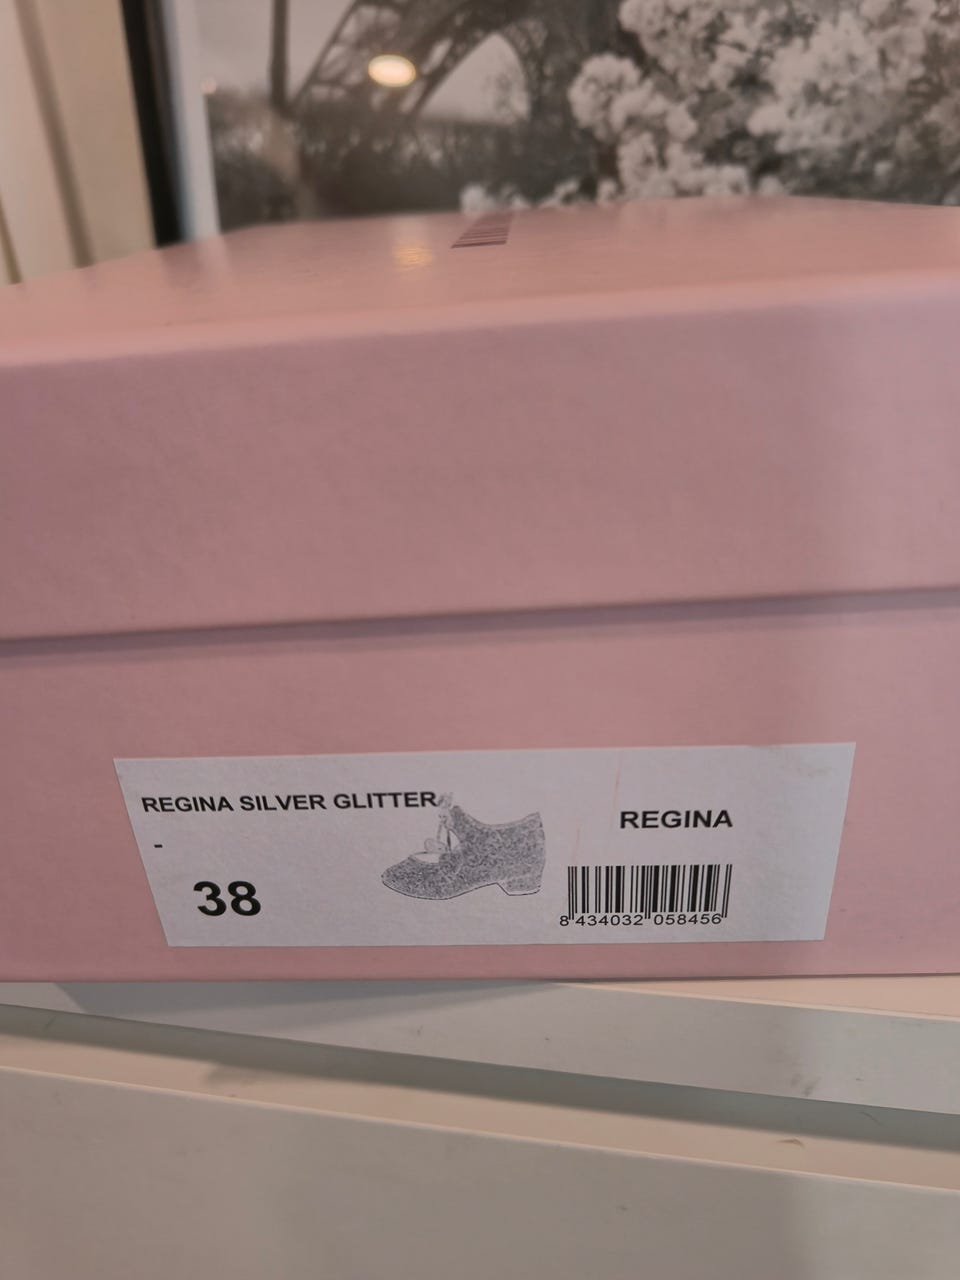 REGINA SILVER GLITTER
REGINA
-
38
8 434032 058456